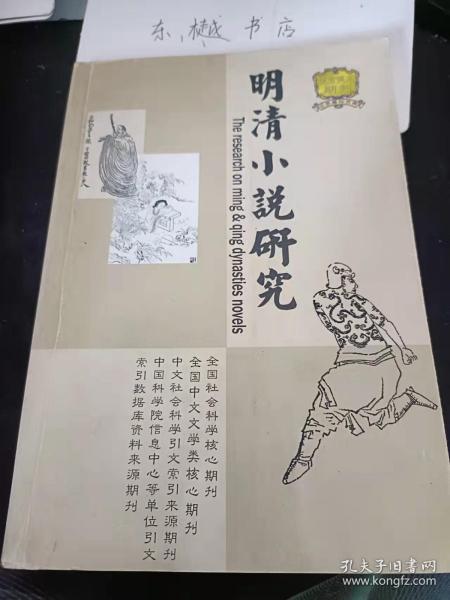 东樾书店
明清小説研究
The research on ming & qing dynasties novels
期刊
全国社会科学核心期刊
全国中文文学类核心期刊
中文社会科学引文索引来源期刊
中国科学院信息中心等单位引文
索引数据库资料来源期刊
孔夫子旧书网
www.kongfz.com